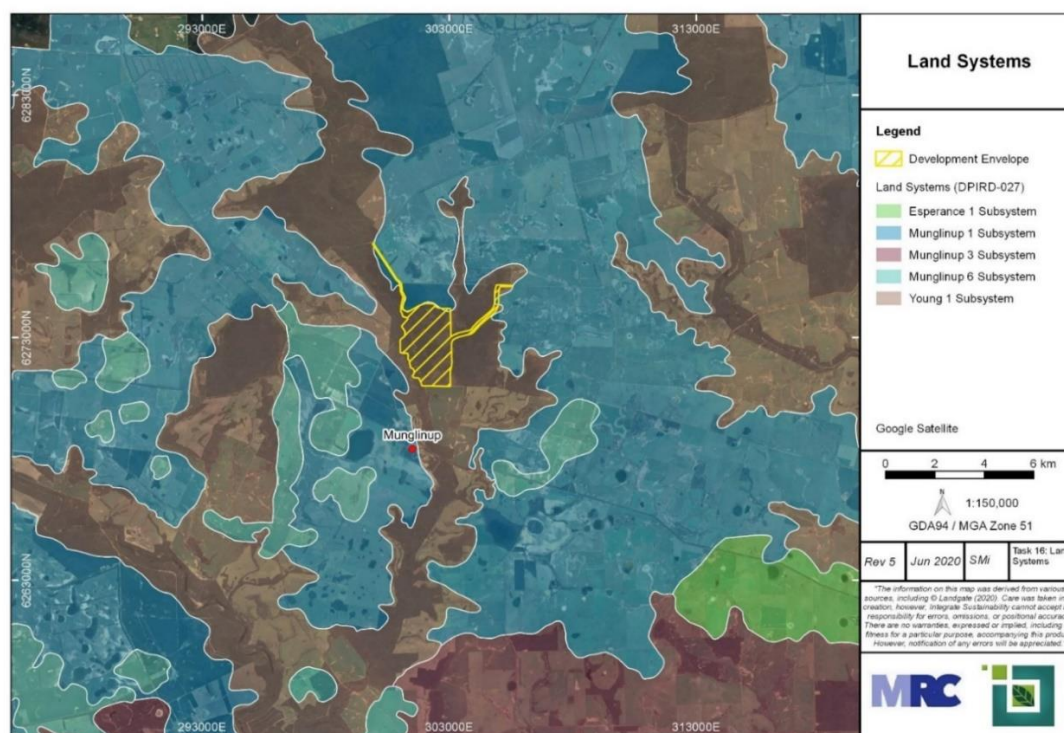 293000E
303000E
313000E
6283000N
6273000N
6263000N
Munglinup
293000E
303000E
313000E
Land Systems
Legend
Development Envelope
Land Systems (DPIRD-027)
Esperance 1 Subsystem
Munglinup 1 Subsystem
Munglinup 3 Subsystem
Munglinup 6 Subsystem
Young 1 Subsystem
Google Satellite
0 2 4 6 km
N
1:150,000
GDA94 / MGA Zone 51
Rev 5
Jun 2020
SMi
Task 16: Lan
Systems
"The information on this map was derived from various
sources, including © Landgate (2020). Care was taken in
creation, however, Integrate Sustainability cannot accept
responsibility for errors, omissions, or positional accurac
There are no warranties, expressed or implied, including
fitness for a particular purpose, accompanying this produ
However, notification of any errors will be appreciated.
MRC